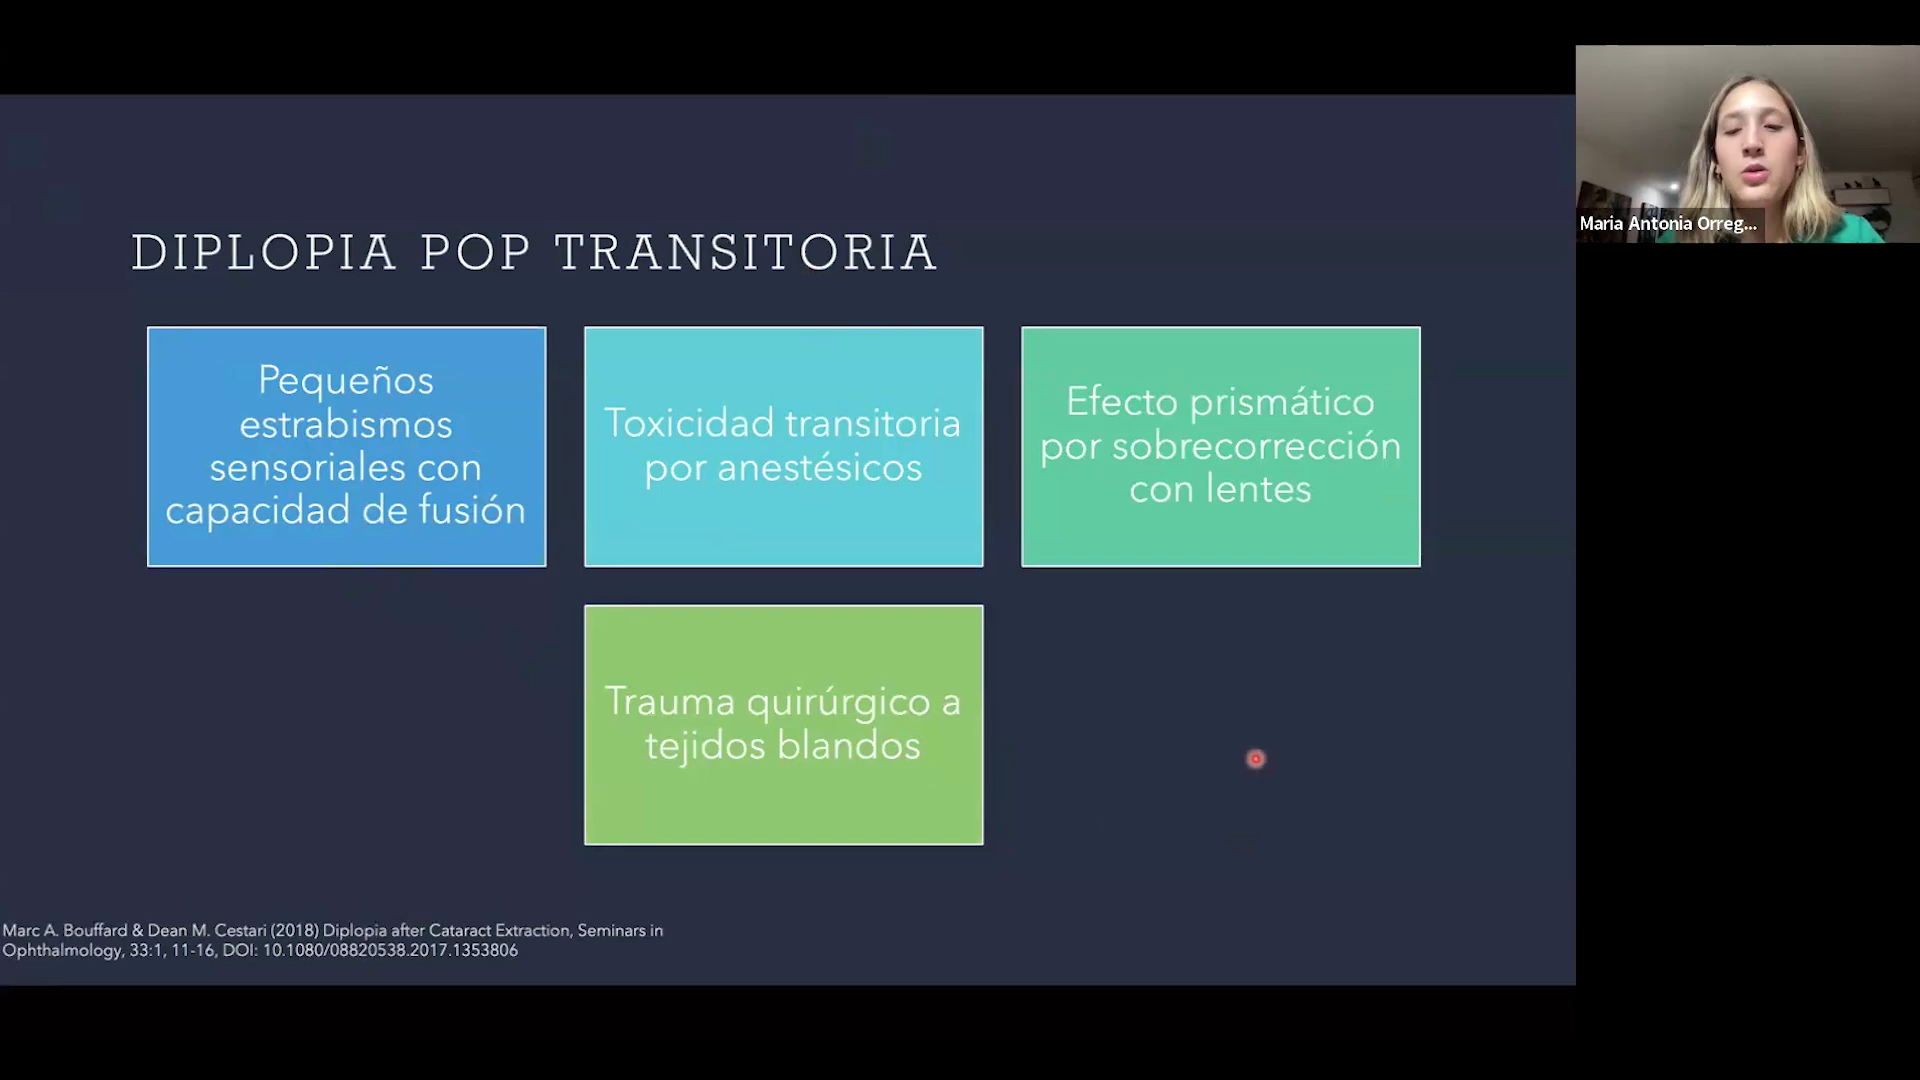 DIPLOPIA POP TRANSITORIA
Pequeños
estrabismos
sensoriales con
capacidad de fusión
Toxicidad transitoria
por anestésicos
Efecto prismático
por sobrecorrección
con lentes
Trauma quirúrgico a
tejidos blandos
Marc A. Bouffard & Dean M. Cestari (2018) Diplopia after Cataract Extraction, Seminars in
Ophthalmology, 33:1, 11-16, DOI: 10.1080/08820538.2017.1353806
Maria Antonia Orreg...